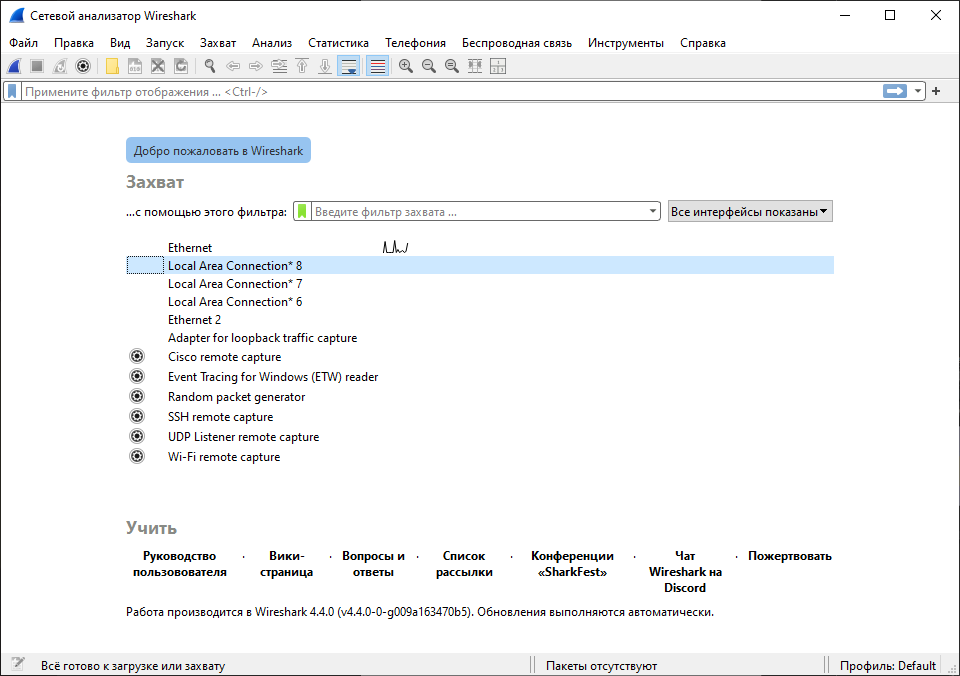 Сетевой анализатор Wireshark
Файл Правка Вид Запуск Захват Анализ Статистика Телефония Беспроводная связь Инструменты Справка
Примените фильтр отображения ... <Ctrl-/>
Добро пожаловать в Wireshark
Захват
...с помощью этого фильтра: Введите фильтр захвата ... Все интерфейсы показаны
Ethernet
Local Area Connection* 8
Local Area Connection* 7
Local Area Connection* 6
Ethernet 2
Adapter for loopback traffic capture
Cisco remote capture
Event Tracing for Windows (ETW) reader
Random packet generator
SSH remote capture
UDP Listener remote capture
Wi-Fi remote capture
Учить
Руководство · Вики- · Вопросы и · Список · Конференции · Чат · Пожертвовать
пользовователя страница ответы рассылки «SharkFest» Wireshark на
Discord
Работа производится в Wireshark 4.4.0 (v4.4.0-0-g009a163470b5). Обновления выполняются автоматически.
Всё готово к загрузке или захвату Пакеты отсутствуют Профиль: Default